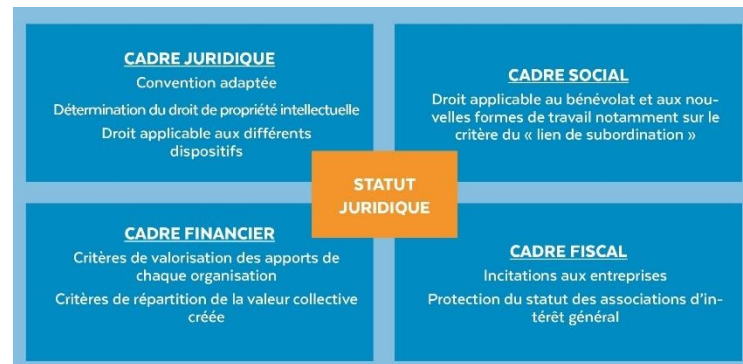 CADRE JURIDIQUE
Convention adaptée
Détermination du droit de propriété intellectuelle
Droit applicable aux différents
dispositifs
CADRE SOCIAL
Droit applicable au bénévolat et aux nou-
velles formes de travail notamment sur le
critère du « lien de subordination »
STATUT
JURIDIQUE
CADRE FINANCIER
Critères de valorisation des apports de
chaque organisation
Critères de répartition de la valeur collective
créée
CADRE FISCAL
Incitations aux entreprises
Protection du statut des associations d'in-
térêt général